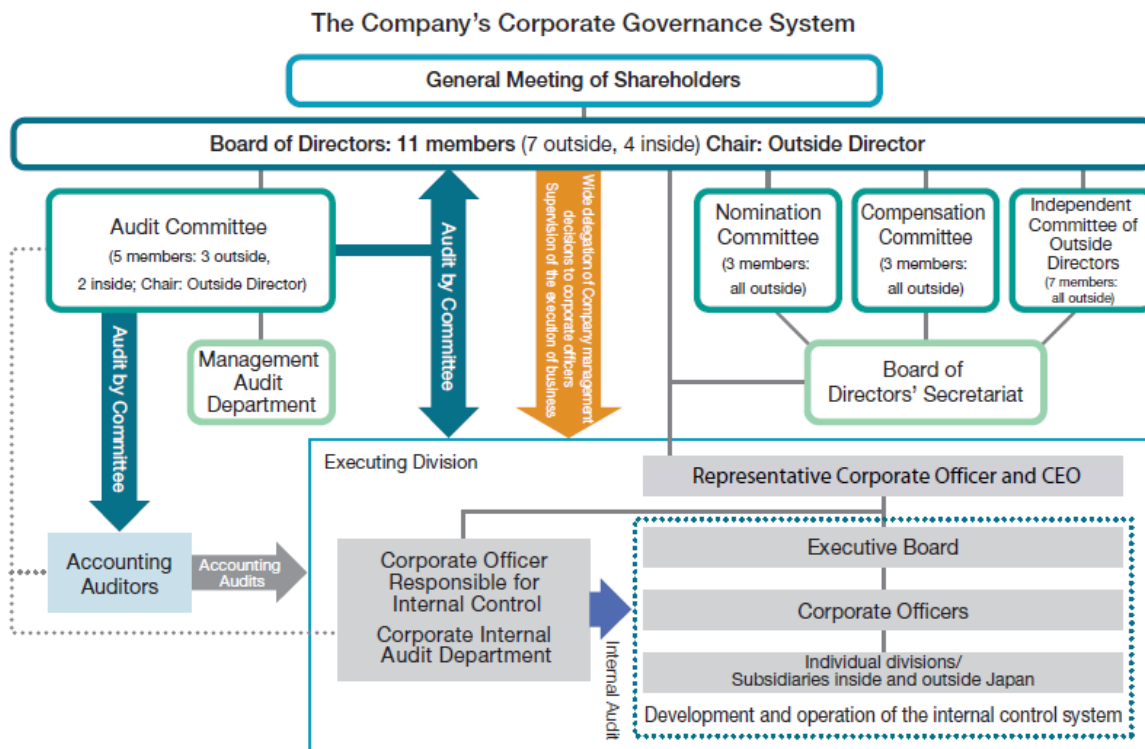 The Company's Corporate Governance System
General Meeting of Shareholders
Board of Directors: 11 members (7 outside, 4 inside) Chair: Outside Director
Audit Committee
(5 members: 3 outside,
2 inside; Chair: Outside Director)
Management
Audit
Department
Audit by Committee
Audit by Committee
Wide delegation of Company management
decisions to corporate officers
Supervision of the execution of business
Nomination
Committee
(3 members:
all outside)
Compensation
Committee
(3 members:
all outside)
Independent
Committee of
Outside
Directors
(7 members:
all outside)
Board of
Directors' Secretariat
Executing Division
Representative Corporate Officer and CEO
Accounting
Auditors
Accounting
Audits
Corporate Officer
Responsible for
Internal Control
Corporate Internal
Audit Department
Internal Audit
Executive Board
Corporate Officers
Individual divisions/
Subsidiaries inside and outside Japan
Development and operation of the internal control system